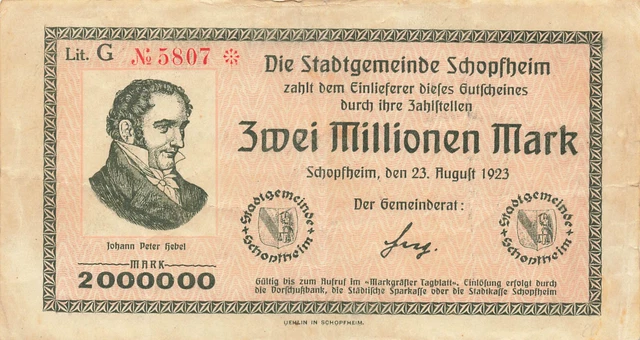 Lit. G № 5807 ❊
Die Stadtgemeinde Schopfheim
zahlt dem Einlieferer dieses Gutscheines
durch ihre Zahlstellen
Zwei Millionen Mark
Schopfheim, den 23. August 1923
Der Gemeinderat:
Stadtgemeinde Schopfheim
Stadtgemeinde Schopfheim
Johann Peter Hebel
MARK
2000000
Gültig bis zum Aufruf im »Markgräfler Tagblatt«. Einlösung erfolgt durch
die Vorschußbank, die Städtische Sparkasse oder die Stadtkasse Schopfheim
UEHLIN IN SCHOPFHEIM.